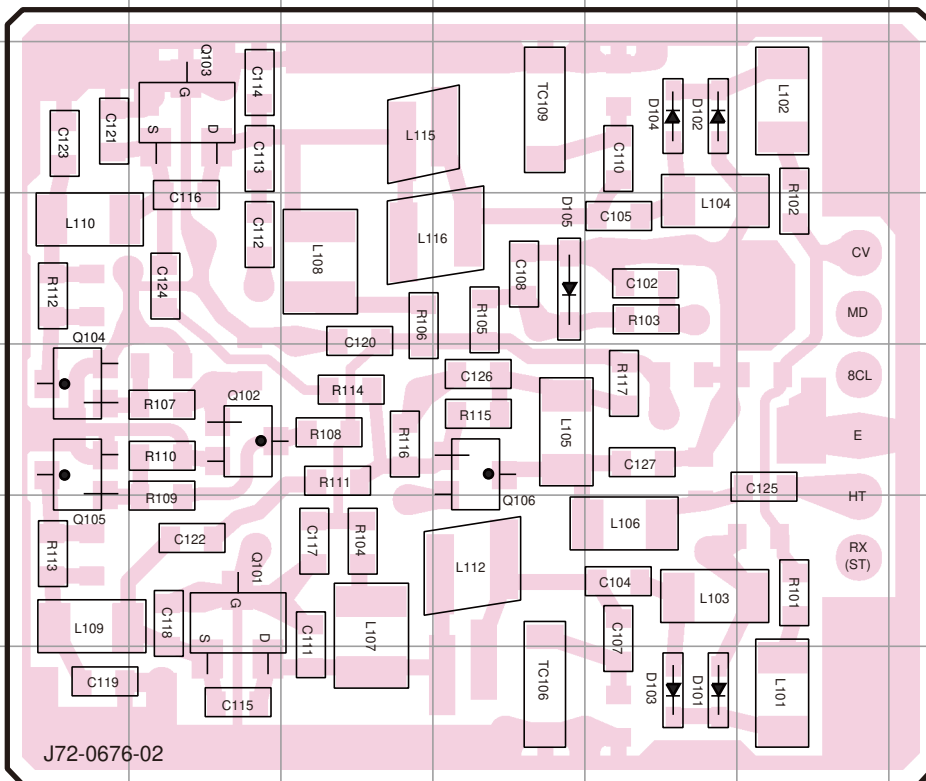 Q103
C114
TC109
D104
D102
L102
G
C123
C121
S
D
L115
C113
C110
C116
L110
L104
R102
D105
C105
C112
L116
CV
L108
C108
R112
C124
C102
MD
R106
R105
R103
Q104
C120
8CL
C126
R117
R114
Q102
R107
R115
E
R108
R116
L105
R110
C127
R111
C125
R109
HT
Q106
Q105
L106
C122
C117
R104
R113
RX
(ST)
Q101
L112
C104
R101
G
L103
C118
L109
C111
L107
C107
S
D
C119
TC106
D103
D101
L101
C115
J72-0676-02